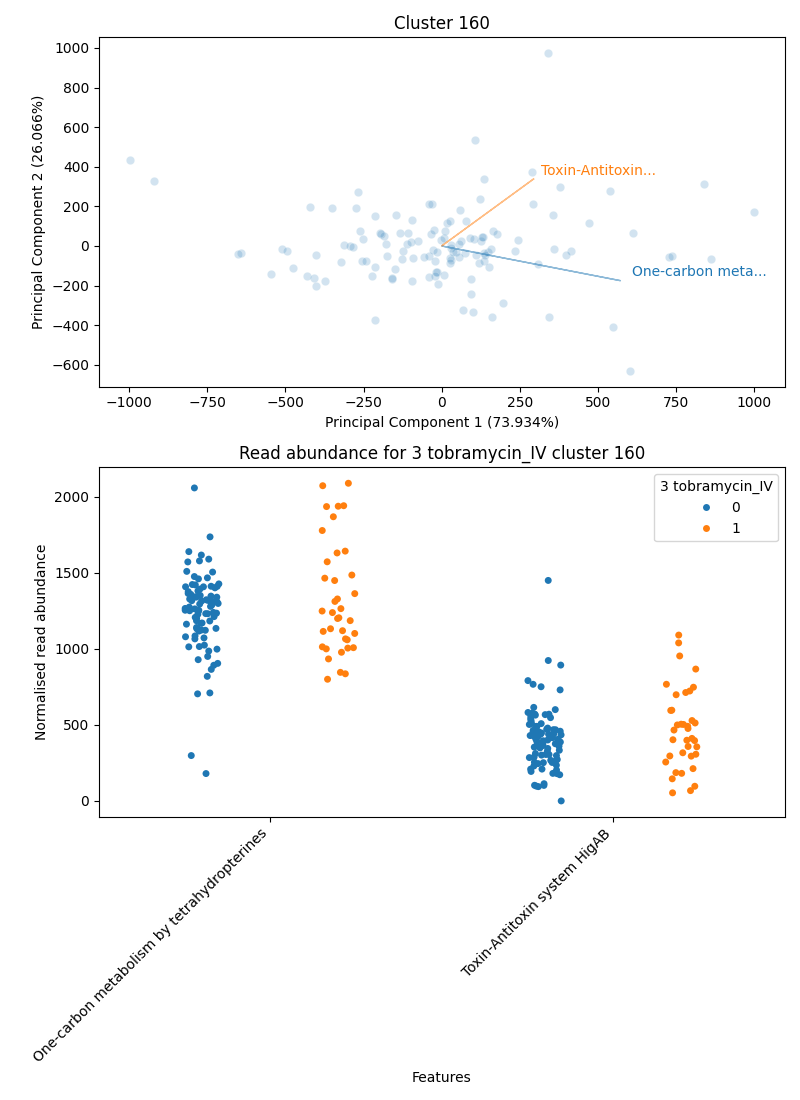 Cluster 160
1000
800
600
400
200
0
−200
−400
−600
Principal Component 2 (26.066%)
Toxin-Antitoxin...
One-carbon meta...
−1000
−750
−500
−250
0
250
500
750
1000
Principal Component 1 (73.934%)
Read abundance for 3 tobramycin_IV cluster 160
2000
1500
1000
500
0
Normalised read abundance
3 tobramycin_IV
0
1
One-carbon metabolism by tetrahydropterines
Toxin-Antitoxin system HigAB
Features